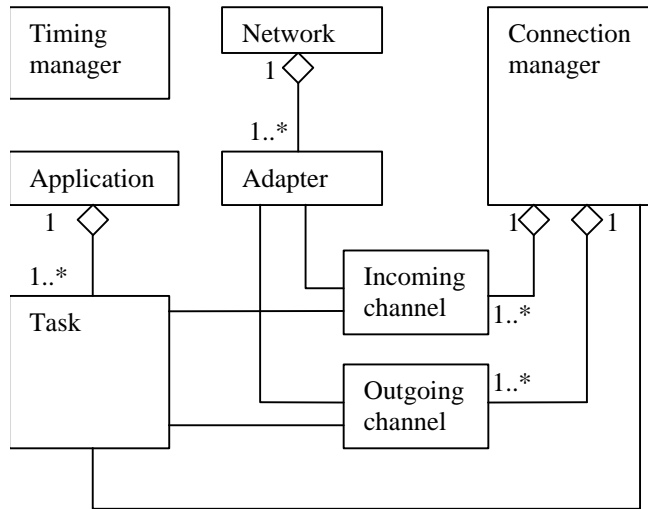 Timing
manager
Network
Connection
manager
1
1..*
Application
Adapter
1
1
1
1..*
Incoming
channel
1..*
Task
1..*
Outgoing
channel